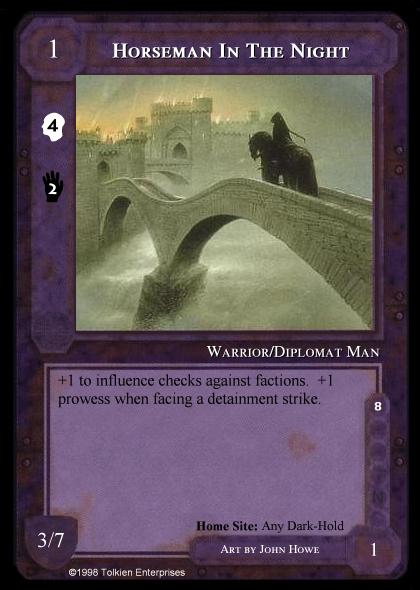 1
Horseman In The Night
4
2
Warrior/Diplomat Man
+1 to influence checks against factions. +1
prowess when facing a detainment strike.
8
Home Site: Any Dark-Hold
3/7
Art by John Howe
1
©1998 Tolkien Enterprises